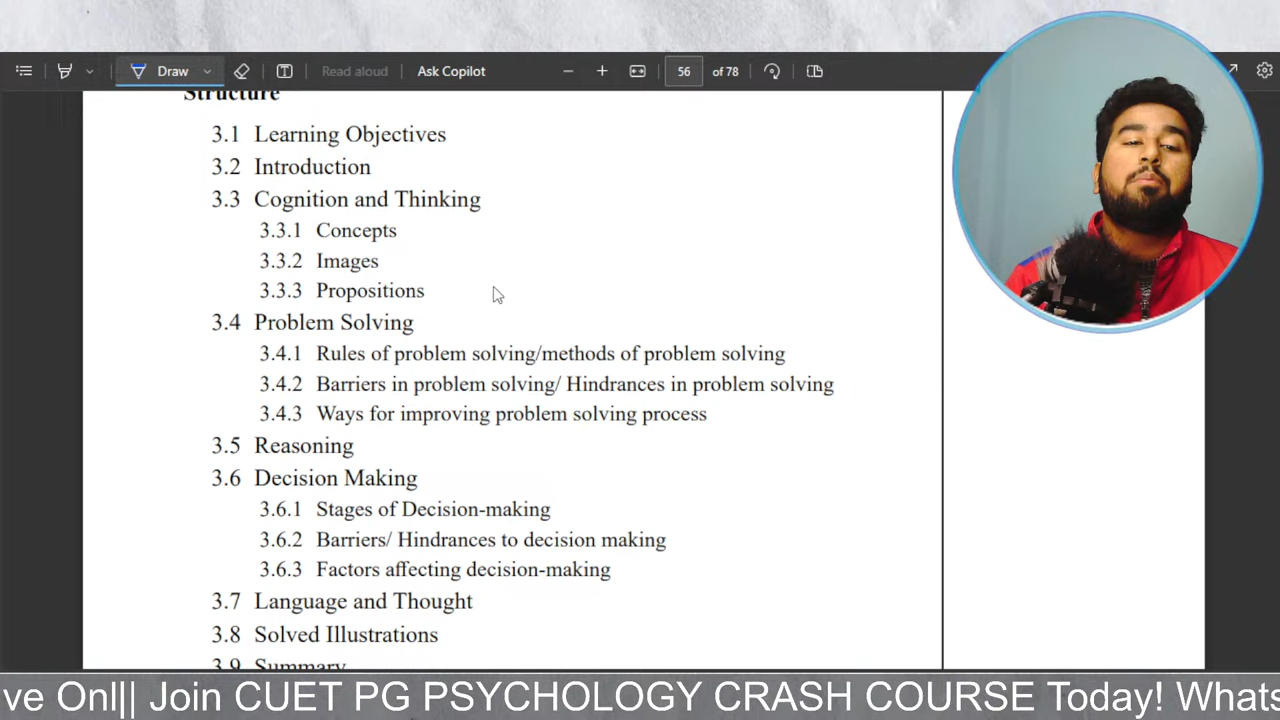 Draw
Read aloud
Ask Copilot
56 of 78
Structure
3.1 Learning Objectives
3.2 Introduction
3.3 Cognition and Thinking
3.3.1 Concepts
3.3.2 Images
3.3.3 Propositions
3.4 Problem Solving
3.4.1 Rules of problem solving/methods of problem solving
3.4.2 Barriers in problem solving/ Hindrances in problem solving
3.4.3 Ways for improving problem solving process
3.5 Reasoning
3.6 Decision Making
3.6.1 Stages of Decision-making
3.6.2 Barriers/ Hindrances to decision making
3.6.3 Factors affecting decision-making
3.7 Language and Thought
3.8 Solved Illustrations
3.9 Summary
ve Onl|| Join CUET PG PSYCHOLOGY CRASH COURSE Today! Whats